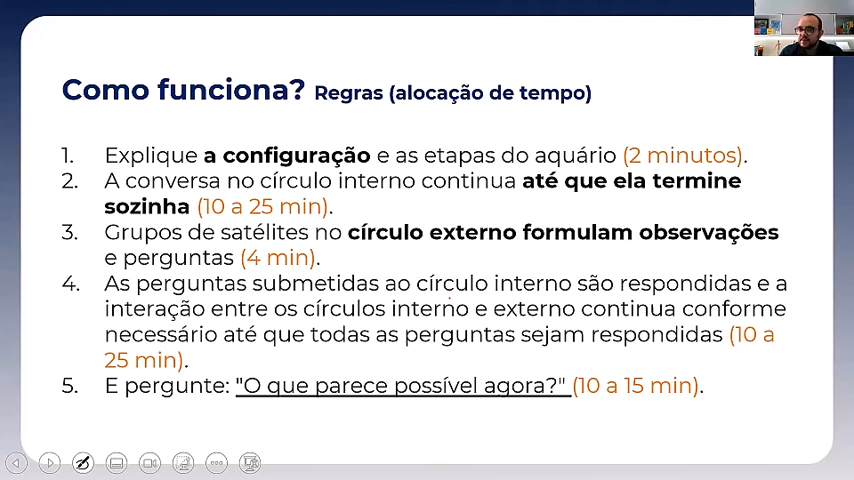 Como funciona? Regras (alocação de tempo)
1. Explique a configuração e as etapas do aquário (2 minutos).
2. A conversa no círculo interno continua até que ela termine
sozinha (10 a 25 min).
3. Grupos de satélites no círculo externo formulam observações
e perguntas (4 min).
4. As perguntas submetidas ao círculo interno são respondidas e a
interação entre os círculos interno e externo continua conforme
necessário até que todas as perguntas sejam respondidas (10 a
25 min).
5. E pergunte: "O que parece possível agora?" (10 a 15 min).